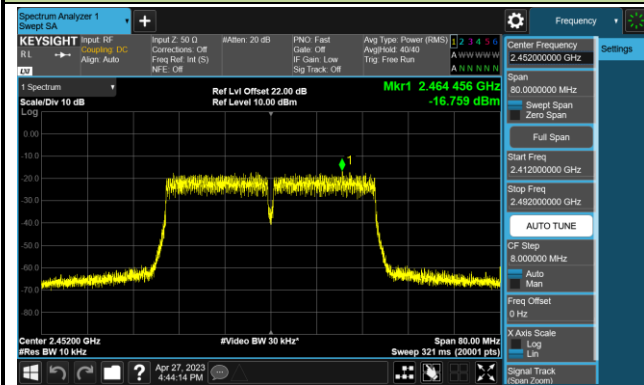 Spectrum Analyzer 1
Swept SA
Frequency
KEYSIGHT
RL
LXI
Input: RF
Coupling: DC
Align: Auto
Input Z: 50 Ω
Corrections: Off
Freq Ref: Int (S)
NFE: Off
#Atten: 20 dB
PNO: Fast
Gate: Off
IF Gain: Low
Sig Track: Off
Avg Type: Power (RMS)
Avg|Hold: 40/40
Trig: Free Run
1 2 3 4 5 6
A W W W W W
A N N N N N
Center Frequency
2.452000000 GHz
Settings
Span
80.0000000 MHz
Swept Span
Zero Span
Full Span
Start Freq
2.412000000 GHz
Stop Freq
2.492000000 GHz
AUTO TUNE
CF Step
8.000000 MHz
Auto
Man
Freq Offset
0 Hz
X Axis Scale
Log
Lin
Signal Track
(Span Zoom)
1 Spectrum
Scale/Div 10 dB
Log
Ref Lvl Offset 22.00 dB
Ref Level 10.00 dBm
Mkr1 2.464 456 GHz
-16.759 dBm
0.00
-10.0
-20.0
-30.0
-40.0
-50.0
-60.0
-70.0
-80.0
1
Center 2.45200 GHz
#Res BW 10 kHz
#Video BW 30 kHz*
Span 80.00 MHz
Sweep 321 ms (20001 pts)
Apr 27, 2023
4:44:14 PM